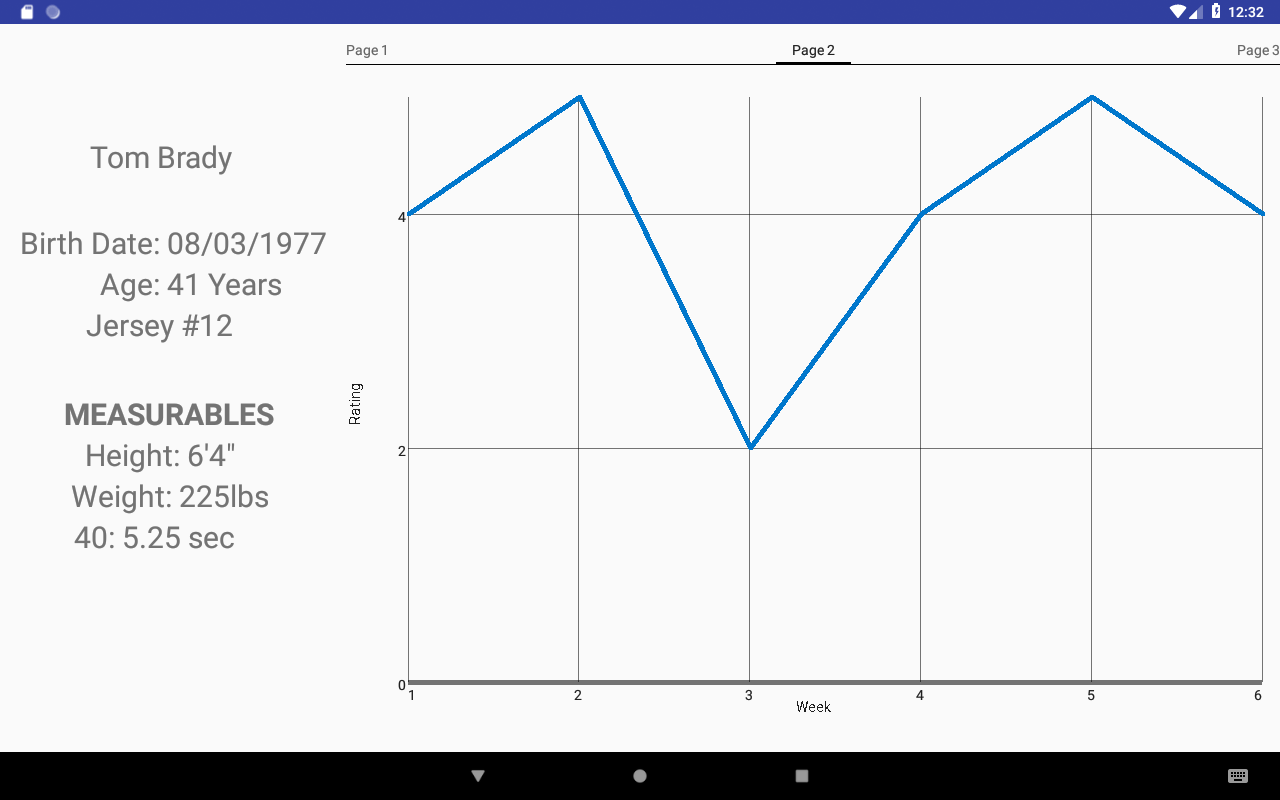 12:32
Page 1 Page 2 Page 3
Tom Brady
Birth Date: 08/03/1977
Age: 41 Years
Jersey #12
MEASURABLES
Height: 6'4"
Weight: 225lbs
40: 5.25 sec
Rating
4
2
0
1 2 3 4 5 6
Week